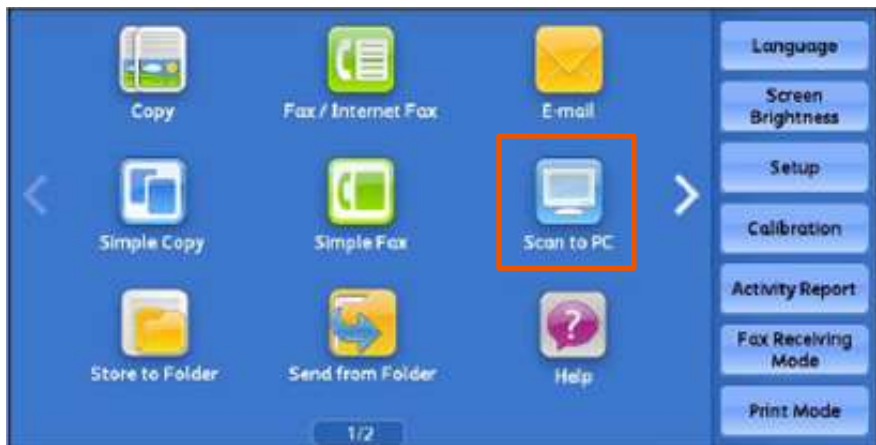 Copy
Fax / Internet Fax
E-mail
Simple Copy
Simple Fax
Scan to PC
Store to Folder
Send from Folder
Help
1/2
Language
Screen
Brightness
Setup
Calibration
Activity Report
Fax Receiving
Mode
Print Mode